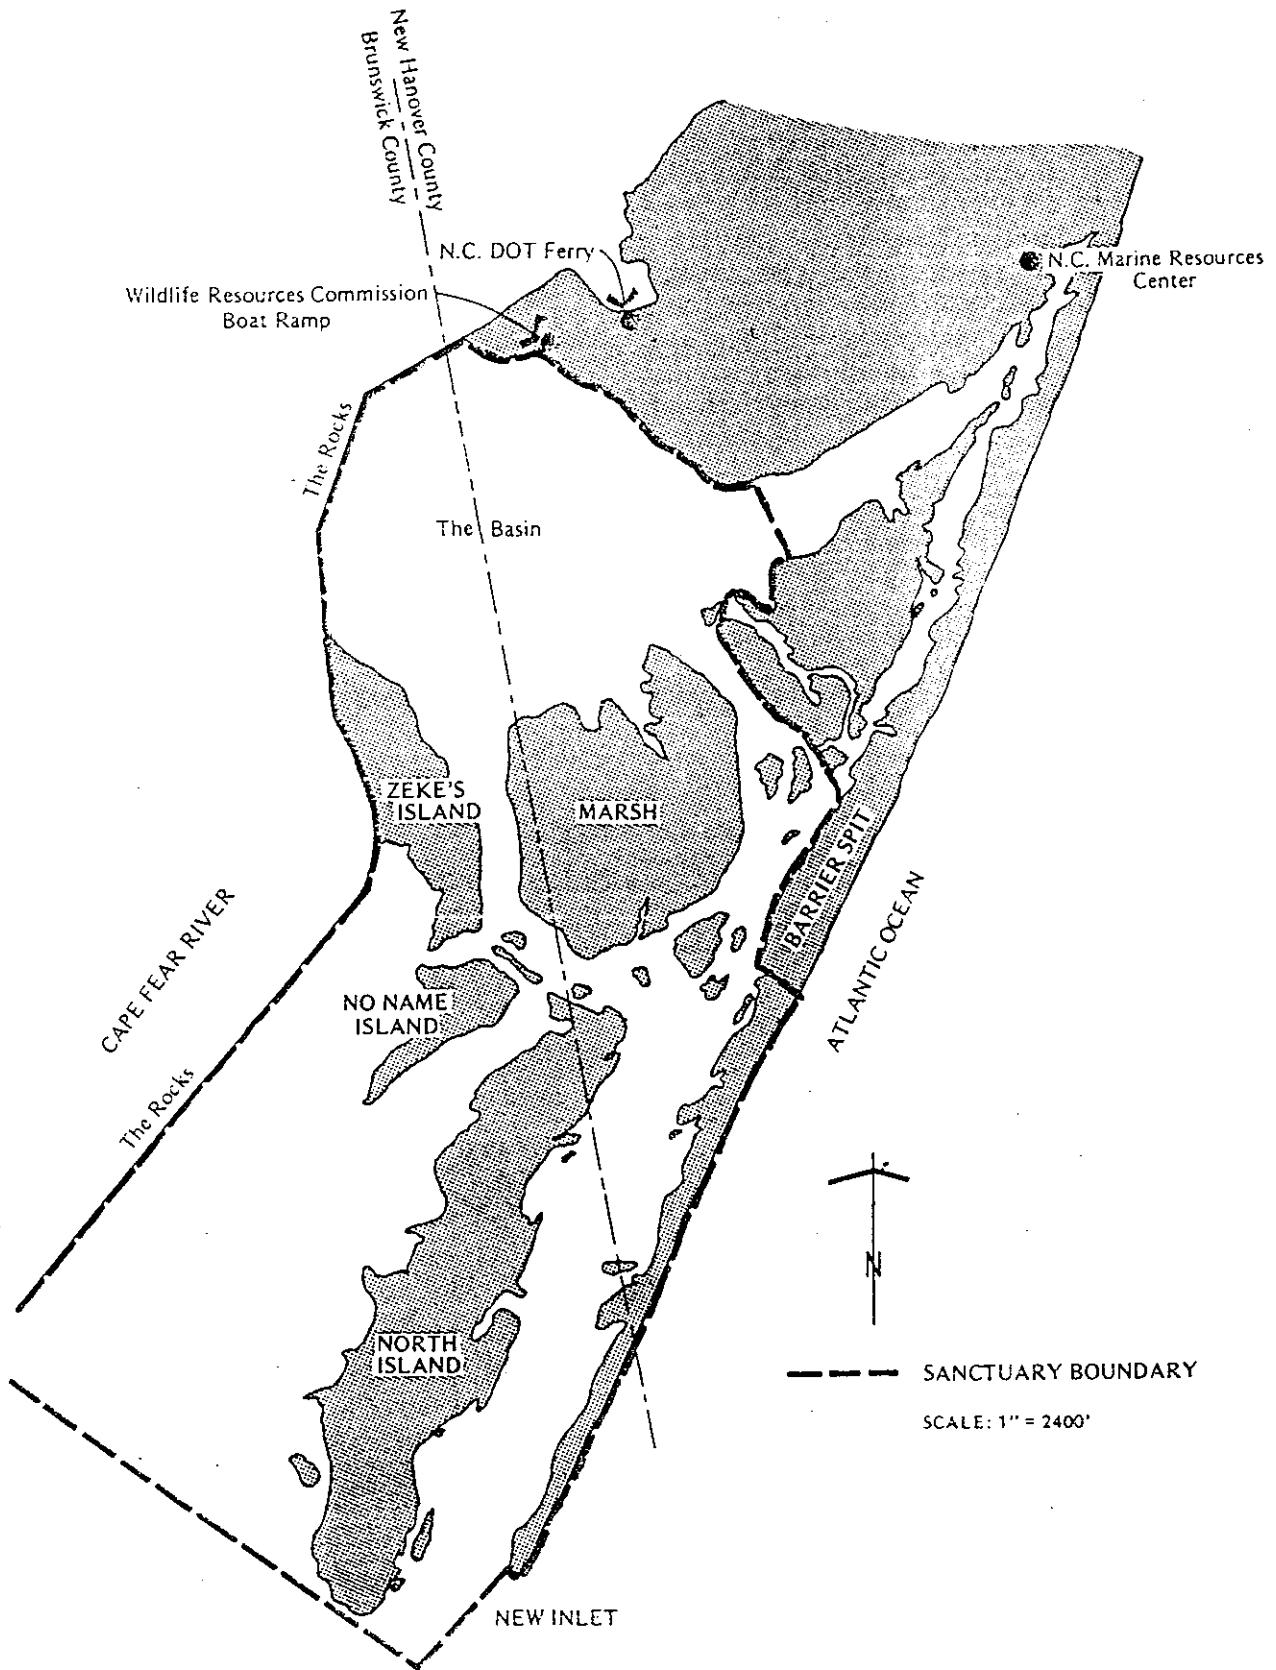 New Hanover County
Brunswick County
N.C. DOT Ferry
Wildlife Resources Commission
Boat Ramp
N.C. Marine Resources
Center
The Rocks
The Basin
ZEKE'S
ISLAND
MARSH
BARRIER SPIT
ATLANTIC OCEAN
CAPE FEAR RIVER
NO NAME
ISLAND
The Rocks
N
NORTH
ISLAND
SANCTUARY BOUNDARY
SCALE: 1" = 2400'
NEW INLET